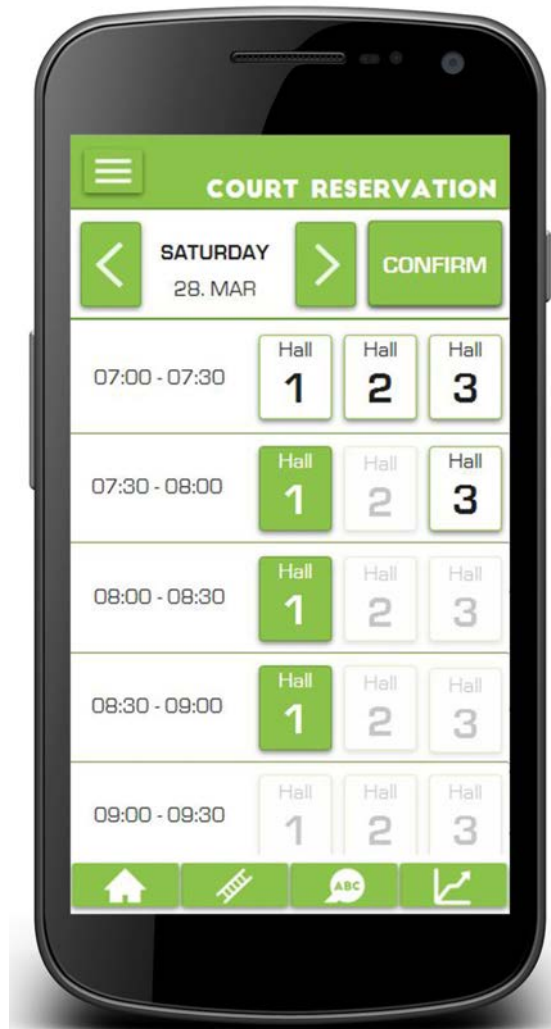 COURT RESERVATION
SATURDAY
28. MAR
CONFIRM
07:00 - 07:30
Hall
1
Hall
2
Hall
3
07:30 - 08:00
Hall
1
Hall
2
Hall
3
08:00 - 08:30
Hall
1
Hall
2
Hall
3
08:30 - 09:00
Hall
1
Hall
2
Hall
3
09:00 - 09:30
Hall
1
Hall
2
Hall
3
ABC